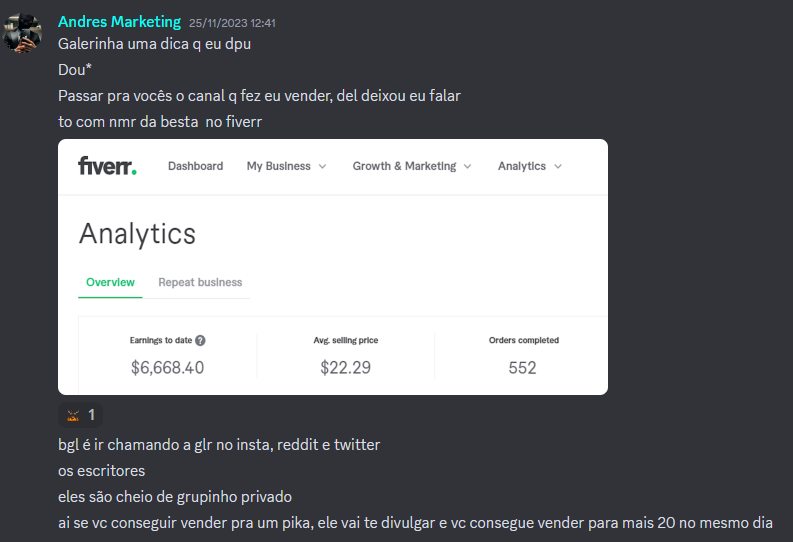 Andres Marketing 25/11/2023 12:41
Galerinha uma dica q eu dpu
Dou*
Passar pra vocês o canal q fez eu vender, del deixou eu falar
to com nmr da besta no fiverr
fiverr. Dashboard My Business Growth & Marketing Analytics
Analytics
Overview Repeat business
Earnings to date ? Avg. selling price Orders completed
$6,668.40 $22.29 552
1
bgl é ir chamando a glr no insta, reddit e twitter
os escritores
eles são cheio de grupinho privado
ai se vc conseguir vender pra um pika, ele vai te divulgar e vc consegue vender para mais 20 no mesmo dia